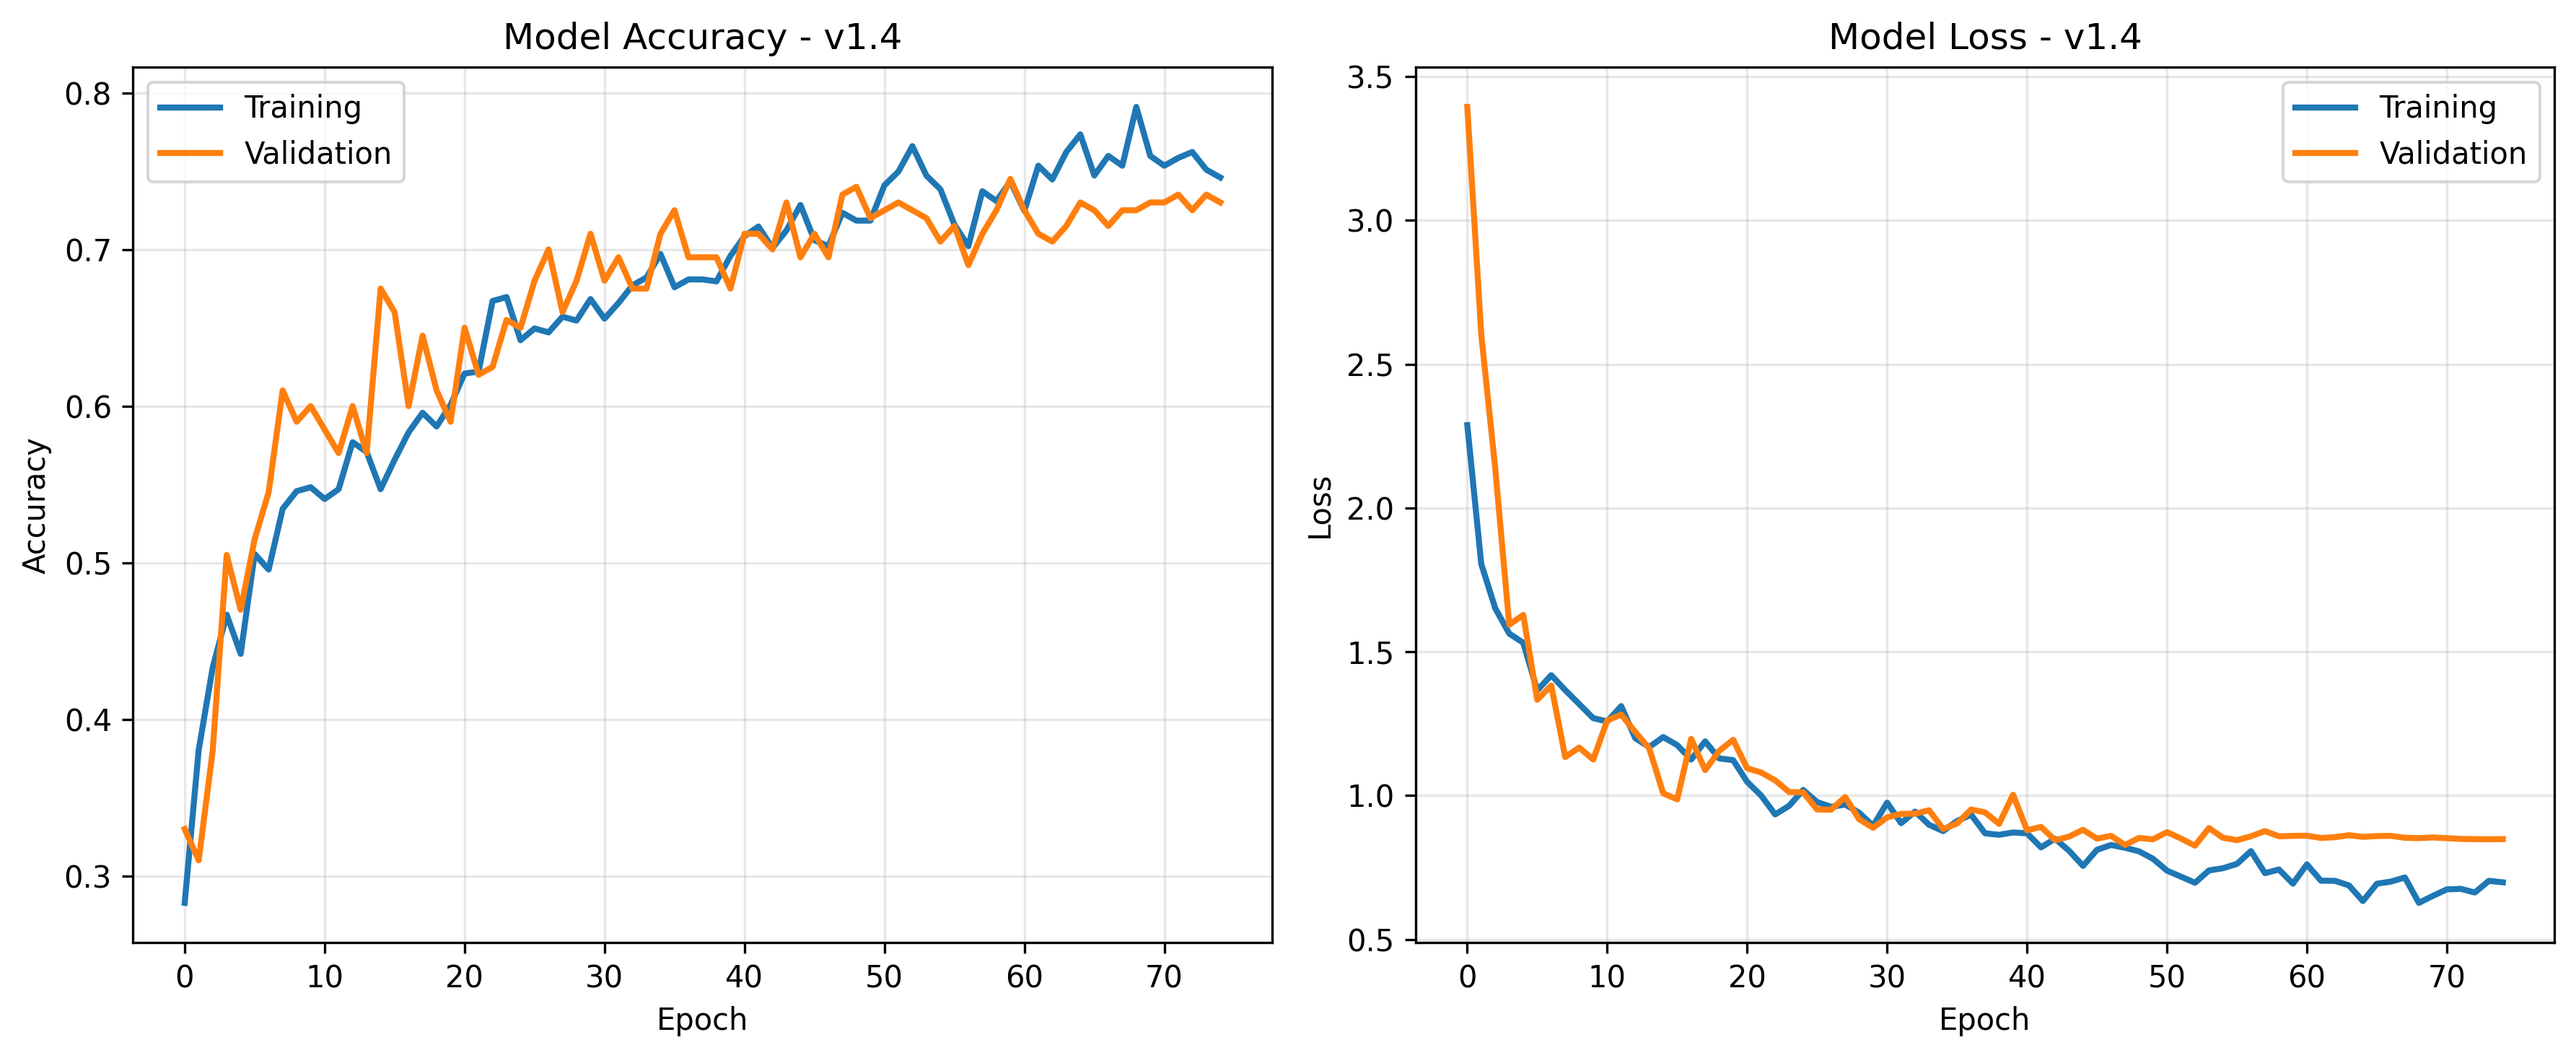 Model Accuracy - v1.4
Training
Validation
0.8
0.7
0.6
0.5
0.4
0.3
Accuracy
0 10 20 30 40 50 60 70
Epoch
Model Loss - v1.4
Training
Validation
3.5
3.0
2.5
2.0
1.5
1.0
0.5
Loss
0 10 20 30 40 50 60 70
Epoch